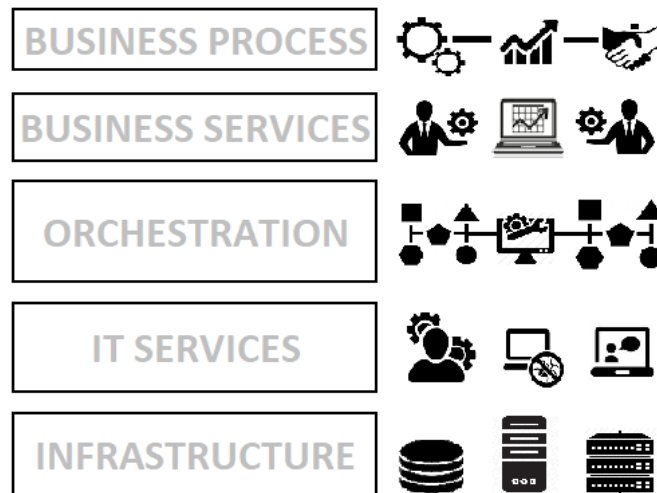 BUSINESS PROCESS
BUSINESS SERVICES
ORCHESTRATION
IT SERVICES
INFRASTRUCTURE